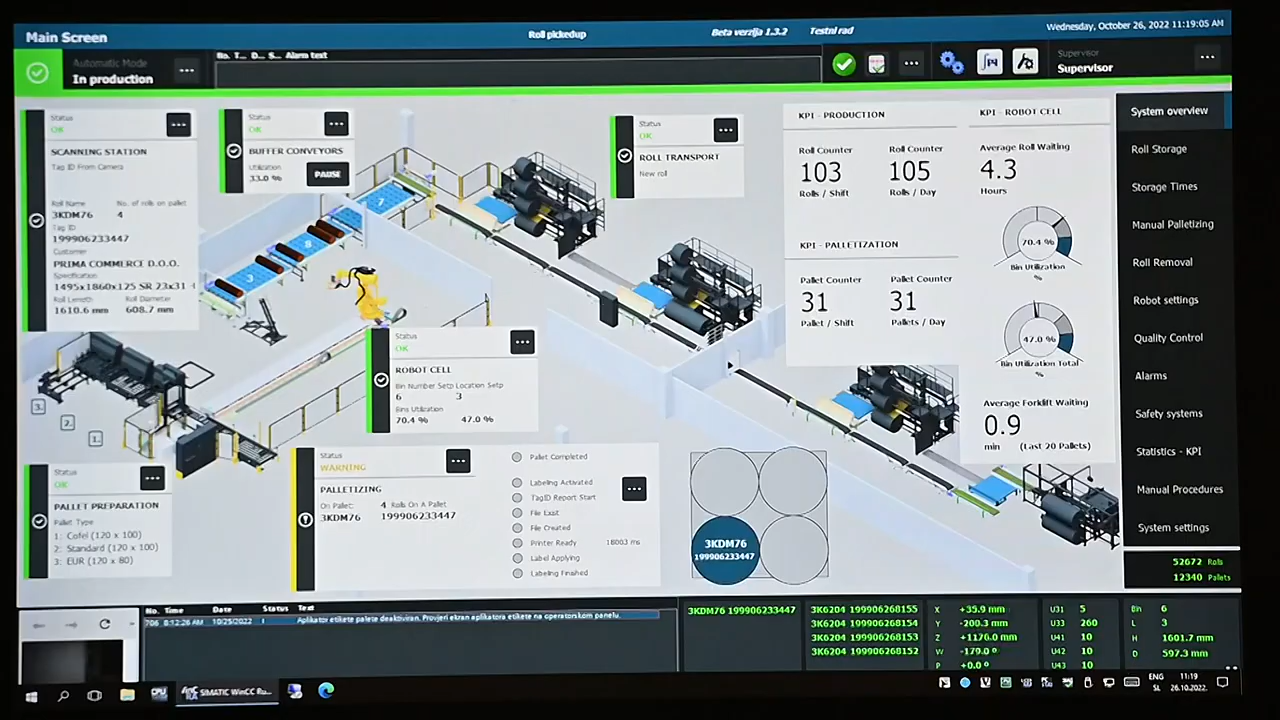 Main Screen
Roll pickedup
Beta verzija 1.3.2
Testni rad
Wednesday, October 26, 2022 11:19:05 AM
Automatic Mode
In production
No. T... D... S... Alarm text
Supervisor
Supervisor
Status
OK
SCANNING STATION
Tag ID From Camera
Roll Name
No. of rolls on pallet
3KDM76
4
Tag ID
199906233447
Customer
PRIMA COMMERCE D.O.O.
Specification
1495x1860x125 SR 23x31
Roll Length
Roll Diameter
1610.6 mm
608.7 mm
Status
OK
BUFFER CONVEYORS
Utilization
33.0 %
PAUSE
Status
OK
ROLL TRANSPORT
New roll
7
8
3
KPI - PRODUCTION
Roll Counter
Roll Counter
103
105
Rolls / Shift
Rolls / Day
KPI - PALLETIZATION
Pallet Counter
Pallet Counter
31
31
Pallet / Shift
Pallets / Day
KPI - ROBOT CELL
Average Roll Waiting
4.3
Hours
70.4 %
Bin Utilization
%
47.0 %
Bin Utilization Total
%
Average Forklift Waiting
0.9
min
(Last 20 Pallets)
System overview
Roll Storage
Storage Times
Manual Palletizing
Roll Removal
Robot settings
Quality Control
Alarms
Safety systems
Statistics - KPI
Manual Procedures
System settings
52672 Rolls
12340 Pallets
Status
OK
ROBOT CELL
Bin Number Setp Location Setp
6
3
Bins Utilization
70.4 %
47.0 %
3.
2.
1.
Status
OK
PALLET PREPARATION
Pallet Type
1: Cofel (120 x 100)
2: Standard (120 x 100)
3: EUR (120 x 80)
Status
WARNING
PALLETIZING
On Pallet:
4 Rolls On A Pallet
3KDM76
199906233447
Pallet Completed
Labeling Activated
TagID Report Start
File Exist
File Created
Printer Ready
18003 ms
Label Applying
Labeling Finished
3KDM76
199906233447
No. Time Date Status Text
706 8:12:26 AM 10/25/2022 I Aplikator etikete palete deaktiviran. Provjeri ekran aplikatora etikete na operatorskom panelu.
3KDM76 199906233447
3K6204 199906268155
3K6204 199906268154
3K6204 199906268153
3K6204 199906268152
X +35.9 mm
Y -200.3 mm
Z +1176.0 mm
W -179.0 º
P +0.0 º
U31 5
U33 260
U41 10
U42 10
U43 10
Bin 6
L 3
H 1601.7 mm
D 597.3 mm
SIMATIC WinCC Ru...
ENG
SL
11:19
26.10.2022.